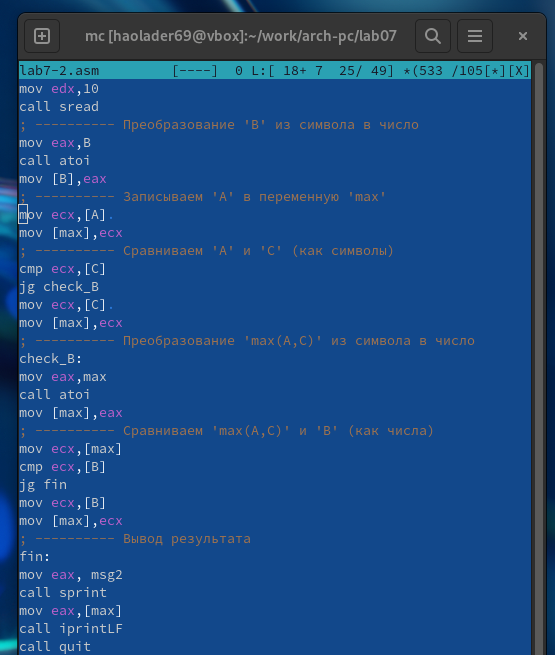 mc [haolader69@vbox]:~/work/arch-pc/lab07
lab7-2.asm [----] 0 L:[ 18+ 7 25/ 49] *(533 /105[*][X]
mov edx,10
call sread
; ---------- Преобразование 'B' из символа в число
mov eax,B
call atoi
mov [B],eax
; ---------- Записываем 'A' в переменную 'max'
mov ecx,[A].
mov [max],ecx
; ---------- Сравниваем 'A' и 'С' (как символы)
cmp ecx,[C]
jg check_B
mov ecx,[C].
mov [max],ecx
; ---------- Преобразование 'max(A,C)' из символа в число
check_B:
mov eax,max
call atoi
mov [max],eax
; ---------- Сравниваем 'max(A,C)' и 'B' (как числа)
mov ecx,[max]
cmp ecx,[B]
jg fin
mov ecx,[B]
mov [max],ecx
; ---------- Вывод результата
fin:
mov eax, msg2
call sprint
mov eax,[max]
call iprintLF
call quit